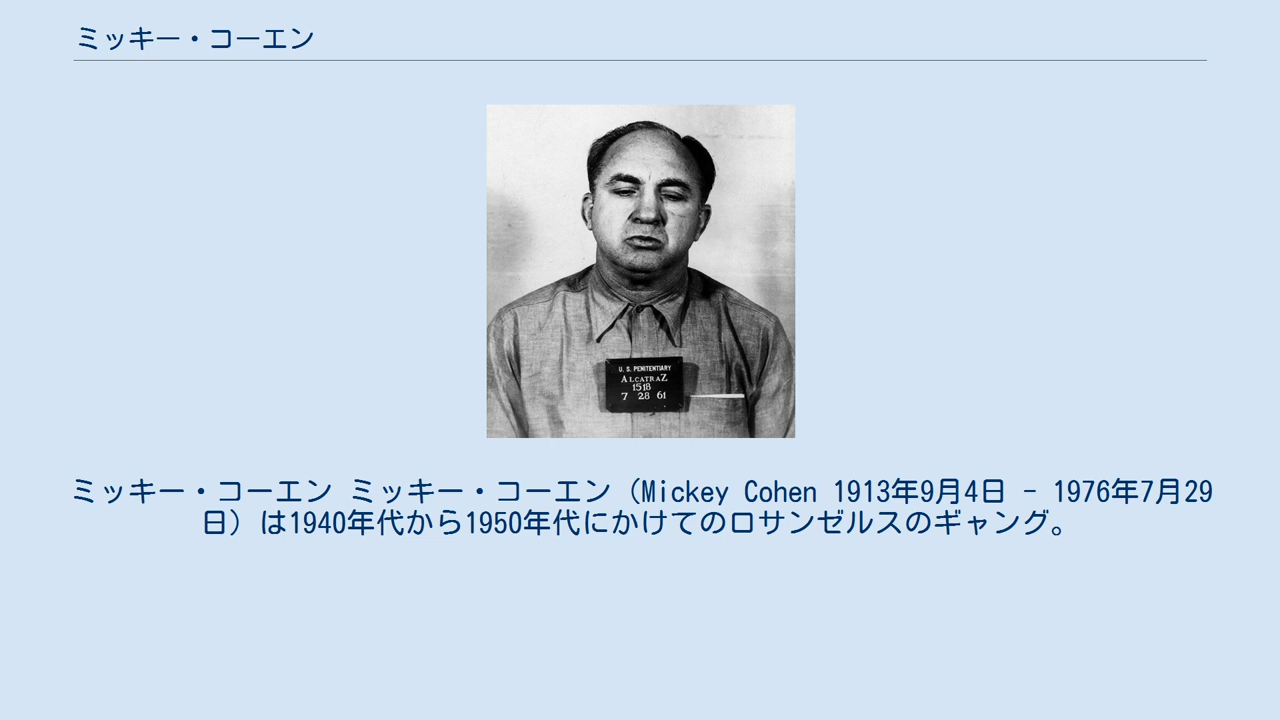 ミッキー・コーエン
U. S. PENITENTIARY
ALCATRAZ
1518
7 28 61
ミッキー・コーエン ミッキー・コーエン（Mickey Cohen 1913年9月4日 - 1976年7月29
日）は1940年代から1950年代にかけてのロサンゼルスのギャング。